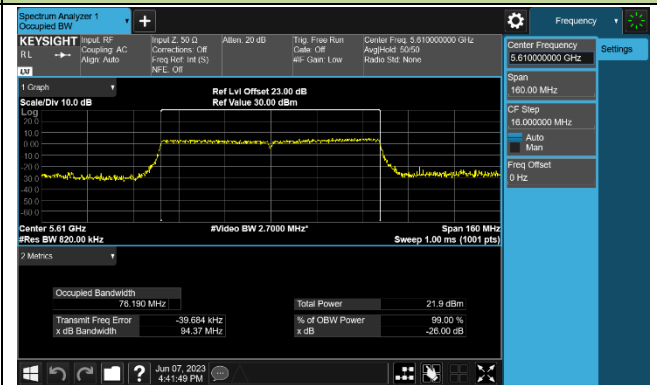 Spectrum Analyzer 1
Occupied BW
Frequency
KEYSIGHT
RL
LXI
Input: RF
Coupling: AC
Align: Auto
Input Z: 50 Ω
Corrections: Off
Freq Ref: Int (S)
NFE: Off
Atten: 20 dB
Trig: Free Run
Gate: Off
#IF Gain: Low
Center Freq: 5.610000000 GHz
Avg|Hold: 50/50
Radio Std: None
Center Frequency
5.610000000 GHz
Settings
Span
160.00 MHz
CF Step
16.000000 MHz
Auto
Man
Freq Offset
0 Hz
1 Graph
Scale/Div 10.0 dB
Ref Lvl Offset 23.00 dB
Ref Value 30.00 dBm
Log
20.0
10.0
0.00
-10.0
-20.0
-30.0
-40.0
-50.0
-60.0
Center 5.61 GHz
#Video BW 2.7000 MHz*
Span 160 MHz
#Res BW 820.00 kHz
Sweep 1.00 ms (1001 pts)
2 Metrics
Occupied Bandwidth
76.190 MHz
Total Power 21.9 dBm
Transmit Freq Error -39.684 kHz
% of OBW Power 99.00 %
x dB Bandwidth 94.37 MHz
x dB -26.00 dB
?
Jun 07, 2023
4:41:49 PM